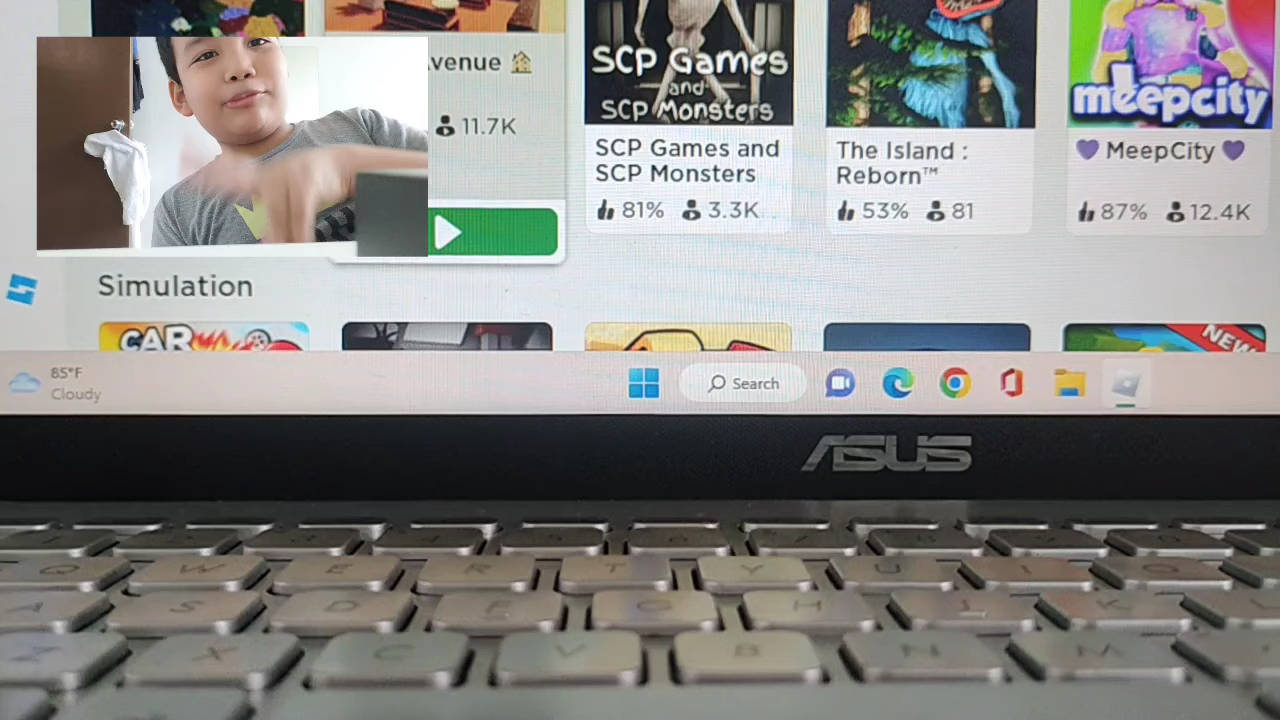 venue 🏠
11.7K
SCP Games
and
SCP Monsters
SCP Games and
SCP Monsters
81% 3.3K
The Island :
Reborn™
53% 81
meepcity
💜 MeepCity 💜
87% 12.4K
Simulation
CAR
NEW
85°F
Cloudy
Search
ASUS
Q W E R T Y U I O
A S D F G H J K L
Z X C V B N M